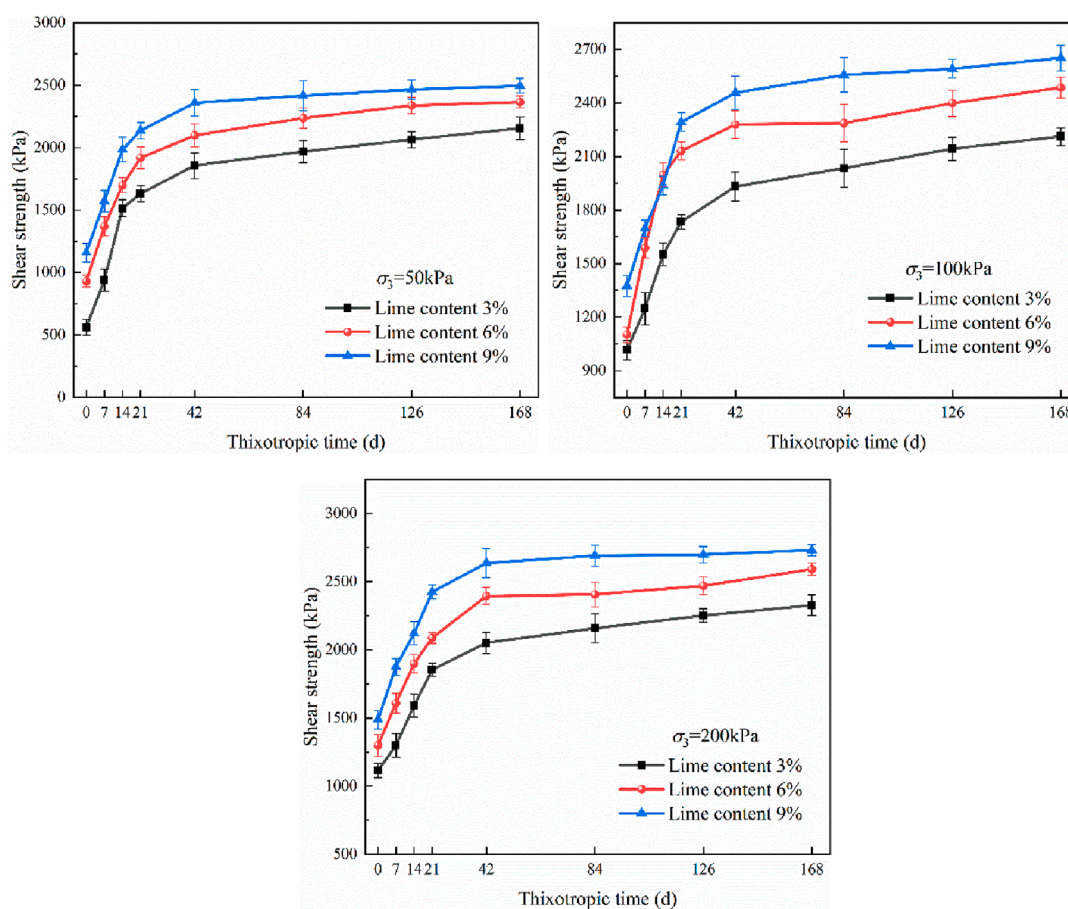 3000
2500
2000
1500
1000
500
0
Shear strength (kPa)
σ3=50kPa
Lime content 3%
Lime content 6%
Lime content 9%
0 7 14 21 42 84 126 168
Thixotropic time (d)
2700
2400
2100
1800
1500
1200
900
Shear strength (kPa)
σ3=100kPa
Lime content 3%
Lime content 6%
Lime content 9%
0 7 14 21 42 84 126 168
Thixotropic time (d)
3000
2500
2000
1500
1000
500
Shear strength (kPa)
σ3=200kPa
Lime content 3%
Lime content 6%
Lime content 9%
0 7 14 21 42 84 126 168
Thixotropic time (d)